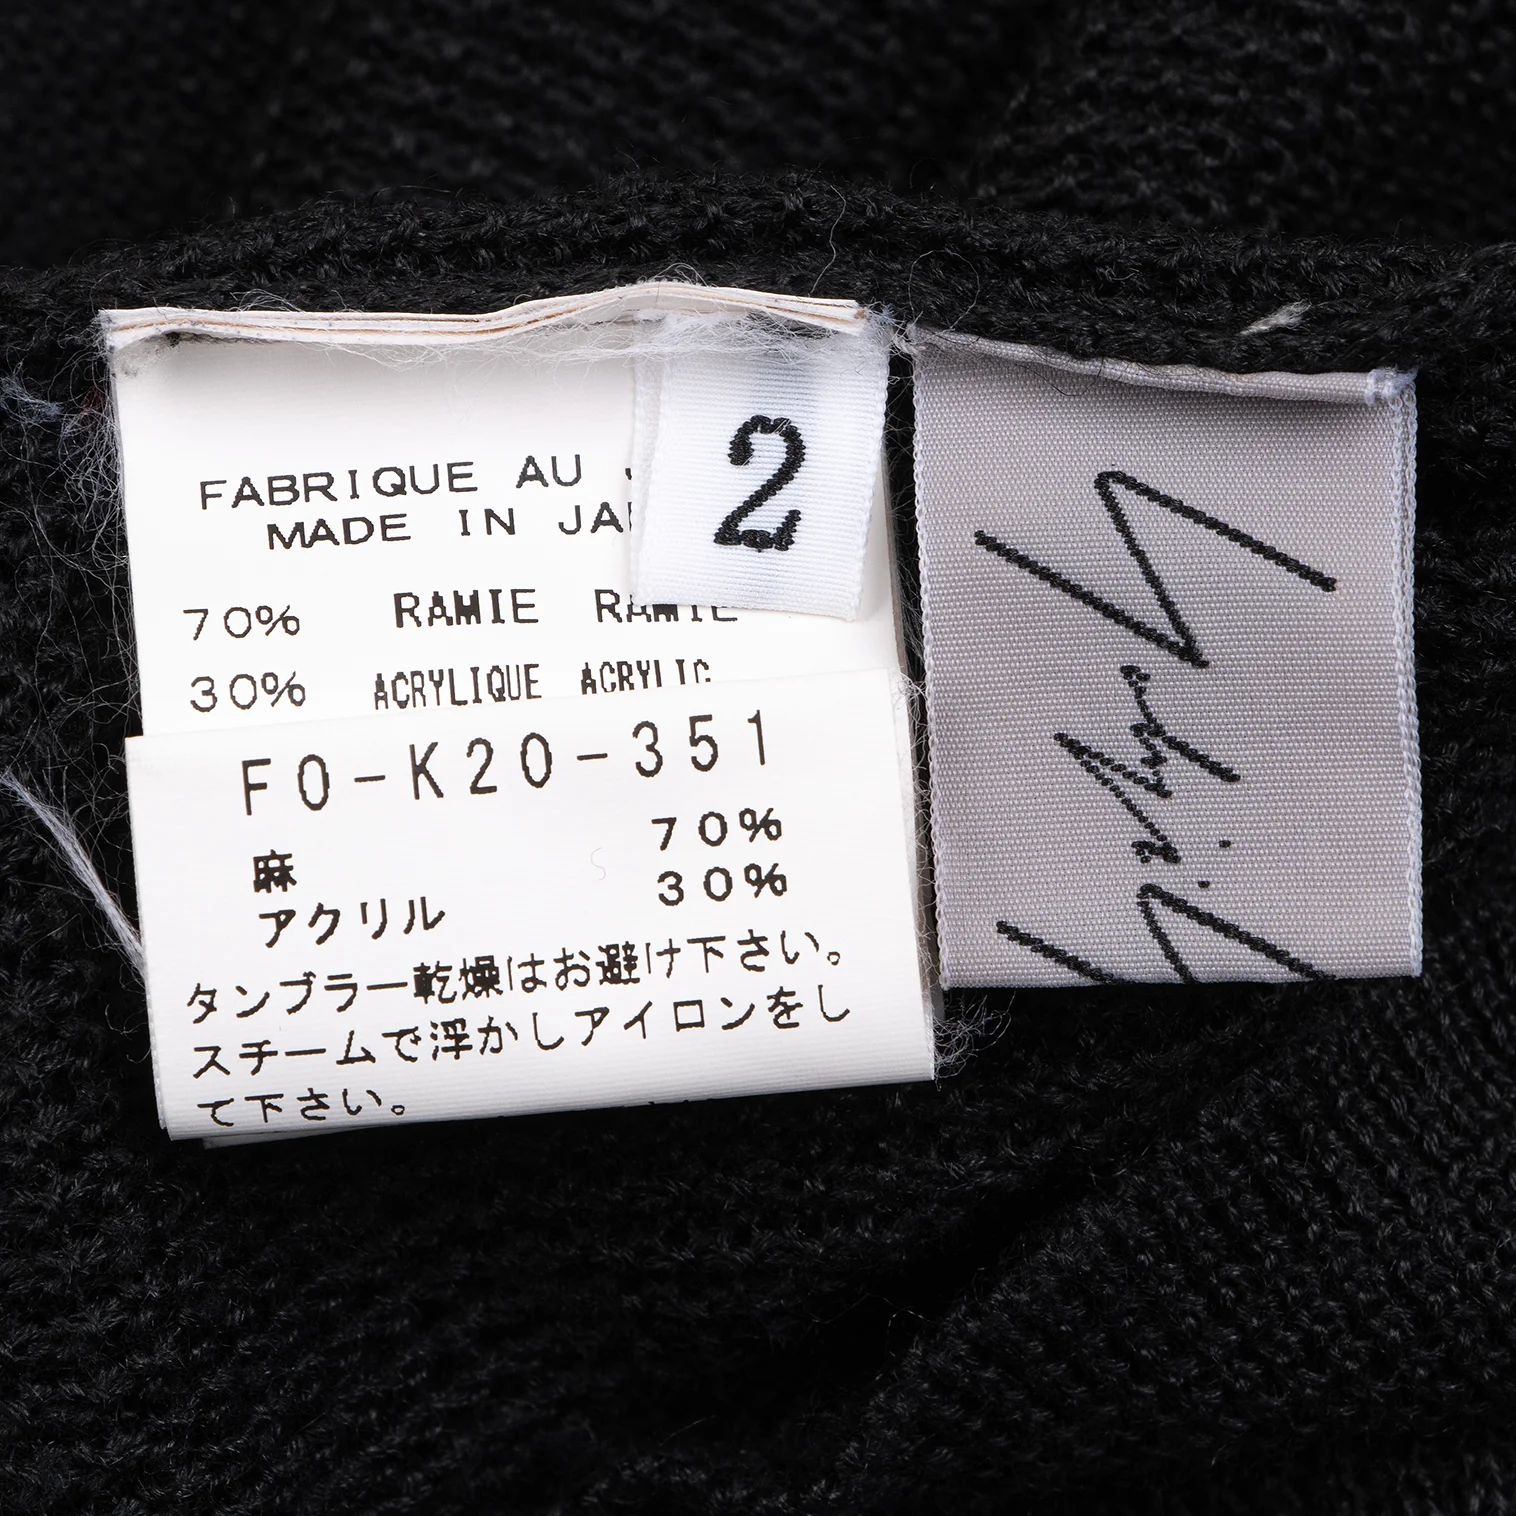 FABRIQUE AU
MADE IN JA
2
70% RAMIE RAMIE
30% ACRYLIQUE ACRYLIC
F0-K20-351
麻 70%
アクリル 30%
タンブラー乾燥はお避け下さい。
スチームで浮かしアイロンをし
て下さい。